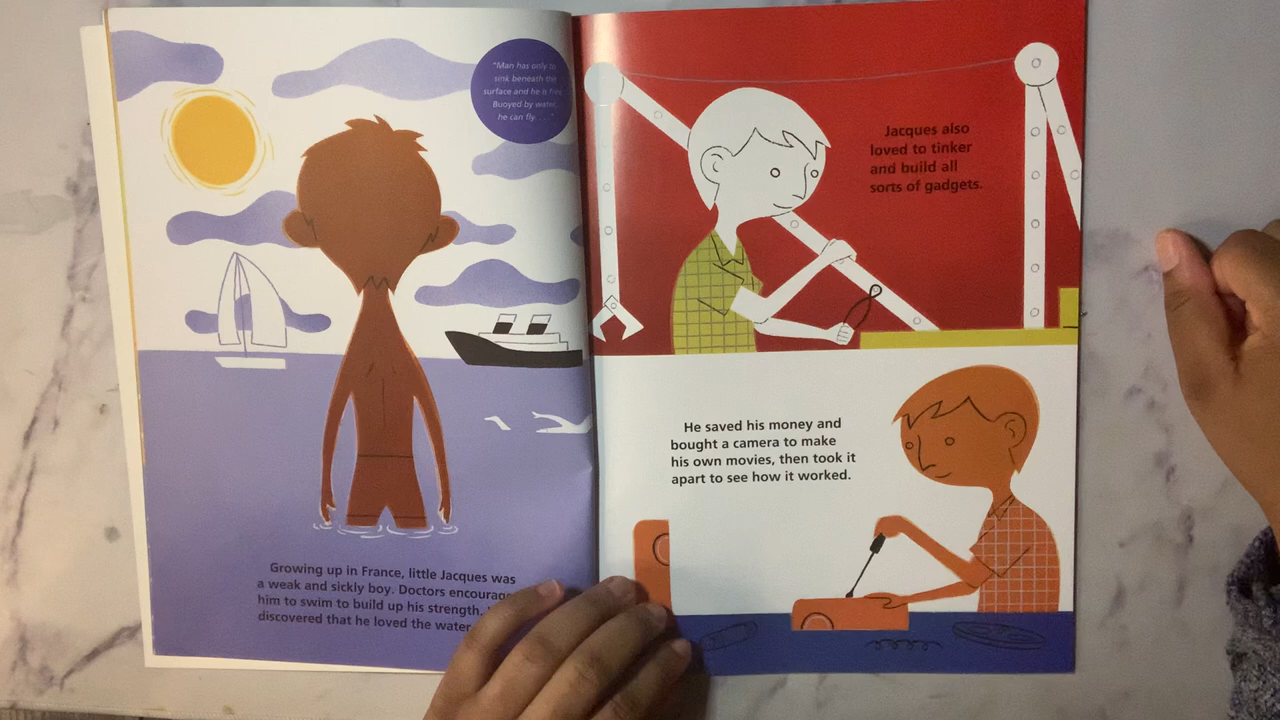 "Man has only to
sink beneath the
surface and he is free.
Buoyed by water,
he can fly. . . ."
Growing up in France, little Jacques was
a weak and sickly boy. Doctors
him to swim to build up his strength.
discovered that he loved the water
Jacques also
loved to tinker
and build all
sorts of gadgets.
He saved his money and
bought a camera to make
his own movies, then took it
apart to see how it worked.